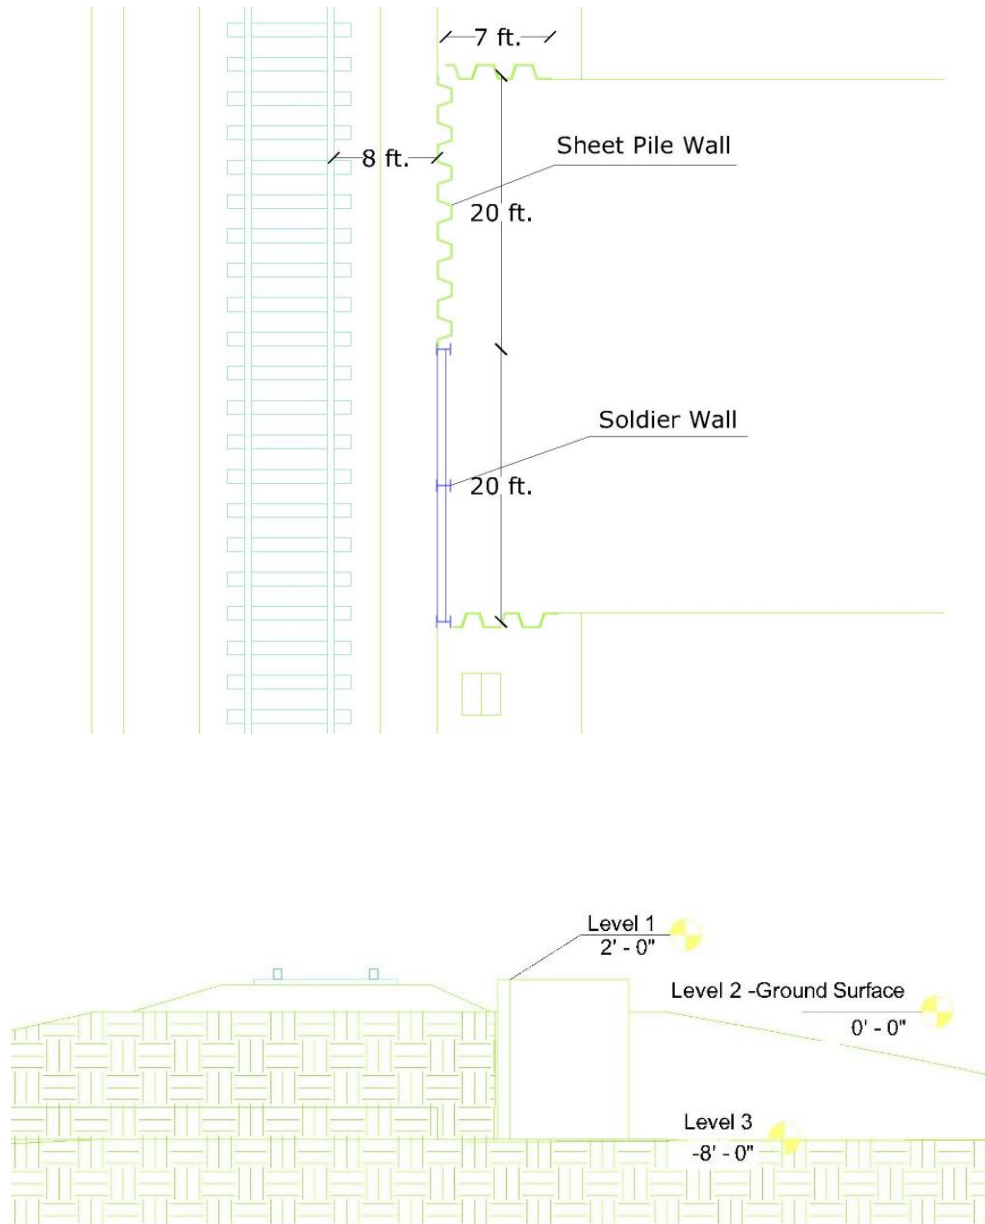 7 ft.
8 ft.
Sheet Pile Wall
20 ft.
Soldier Wall
20 ft.
Level 1
2' - 0"
Level 2 -Ground Surface
0' - 0"
Level 3
-8' - 0"